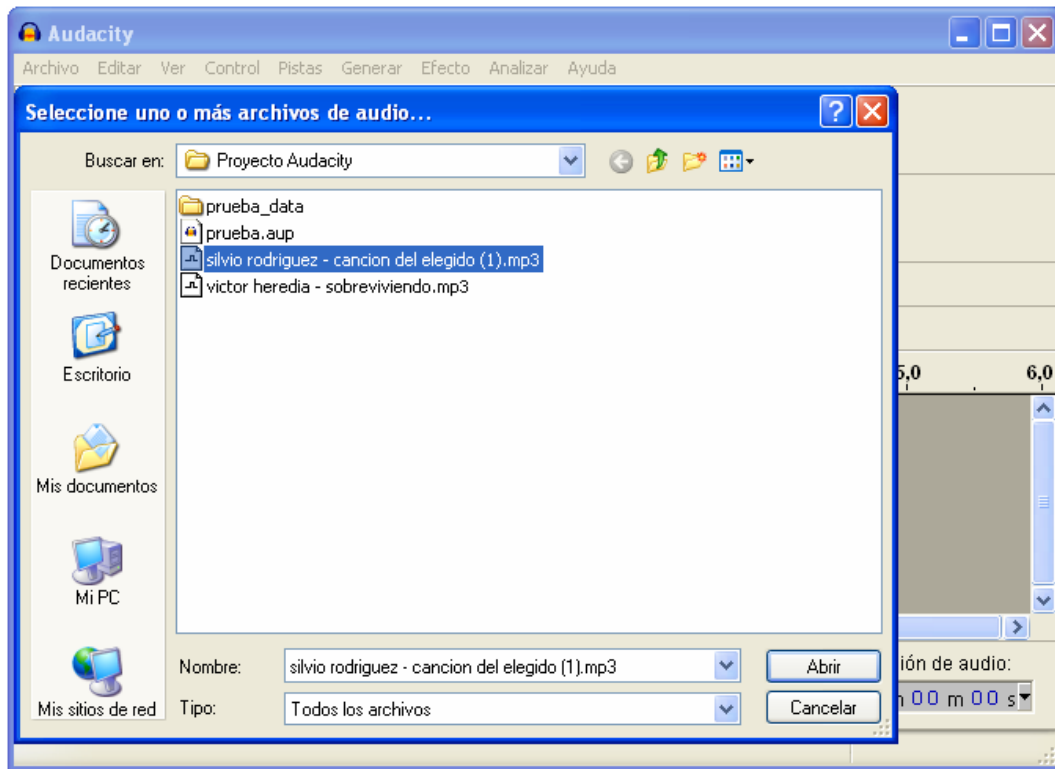 Audacity
Archivo Editar Ver Control Pistas Generar Efecto Analizar Ayuda
Seleccione uno o más archivos de audio...
Buscar en: Proyecto Audacity
prueba_data
prueba.aup
silvio rodriguez - cancion del elegido (1).mp3
victor heredia - sobreviviendo.mp3
Documentos
recientes
Escritorio
Mis documentos
Mi PC
Mis sitios de red
5,0 6,0
Nombre: silvio rodriguez - cancion del elegido (1).mp3 Abrir
Tipo: Todos los archivos Cancelar
ión de audio:
00 m 00 s